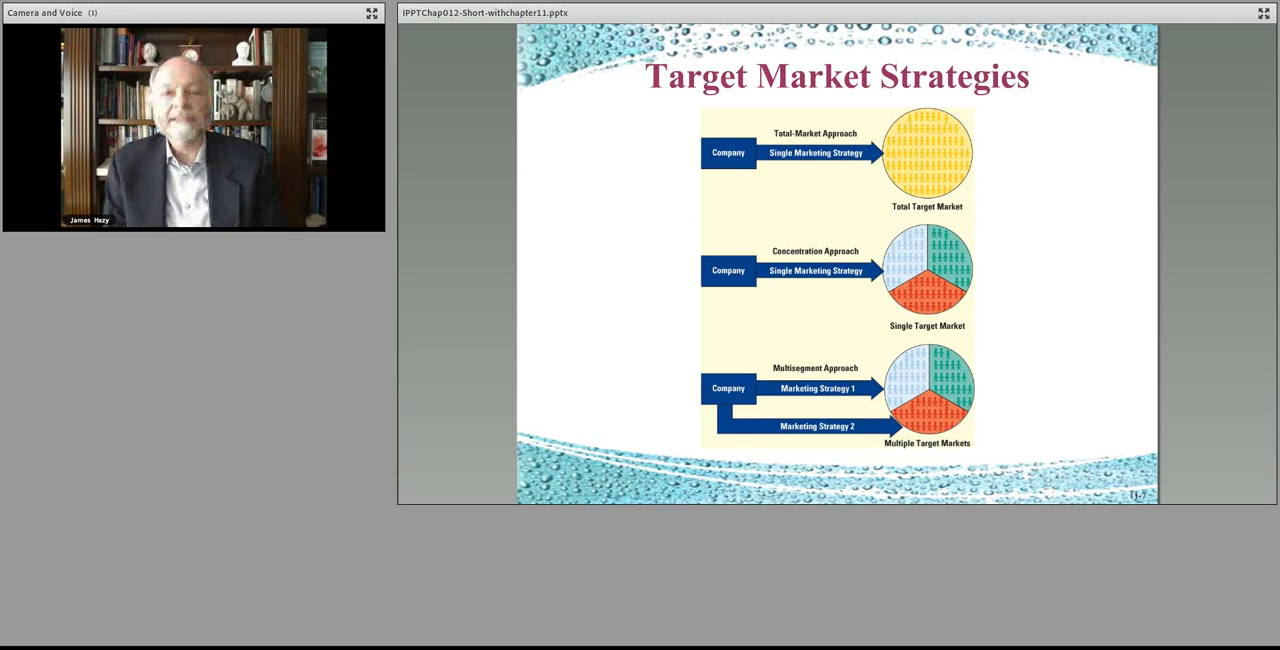 Camera and Voice (1)
James Hazy
IPPTChap012-Short-withchapter11.pptx
Target Market Strategies
Total-Market Approach
Company
Single Marketing Strategy
Total Target Market
Concentration Approach
Company
Single Marketing Strategy
Single Target Market
Multisegment Approach
Company
Marketing Strategy 1
Marketing Strategy 2
Multiple Target Markets
11-7